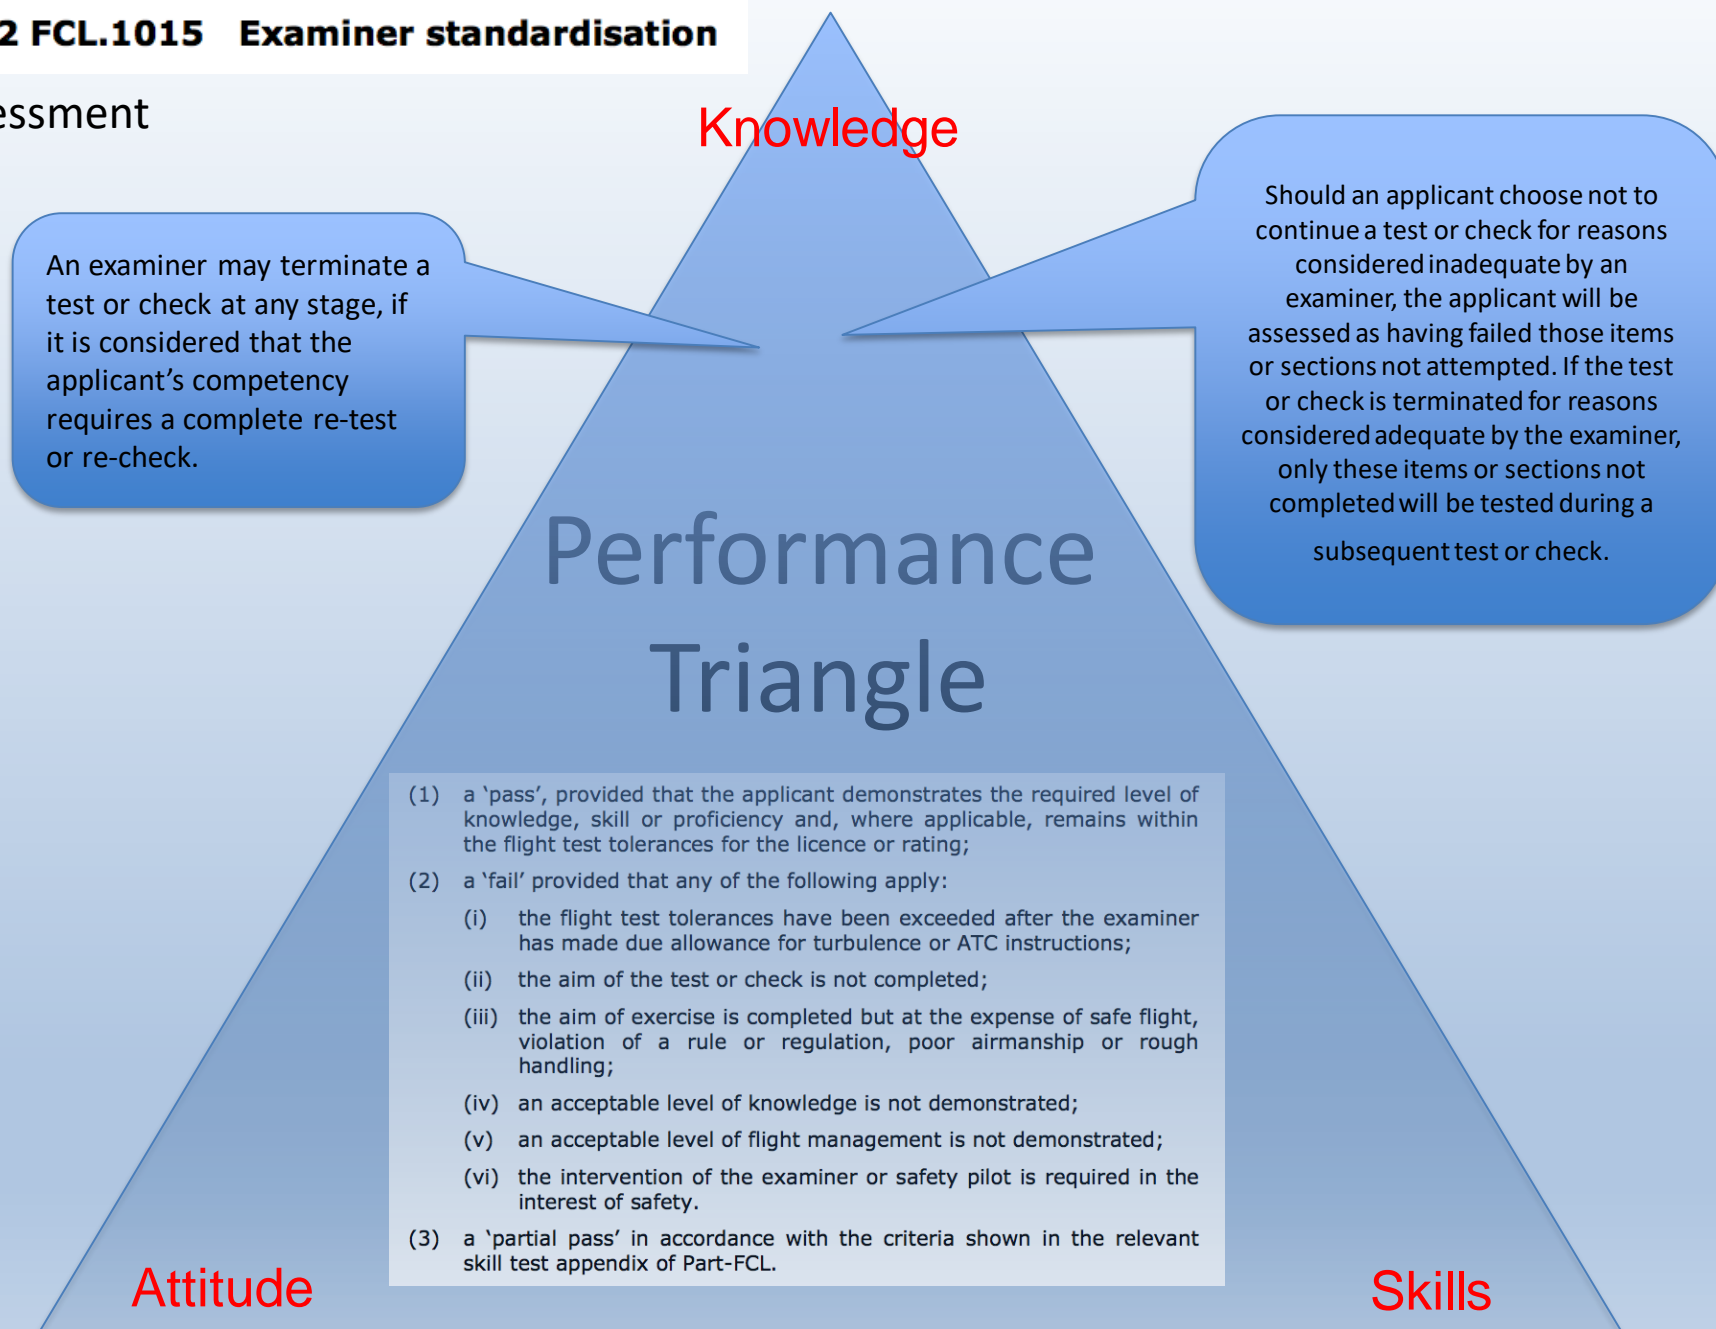 2 FCL.1015 Examiner standardisation
essment
Knowledge
An examiner may terminate a
test or check at any stage, if
it is considered that the
applicant’s competency
requires a complete re-test
or re-check.
Should an applicant choose not to
continue a test or check for reasons
considered inadequate by an
examiner, the applicant will be
assessed as having failed those items
or sections not attempted. If the test
or check is terminated for reasons
considered adequate by the examiner,
only these items or sections not
completed will be tested during a
subsequent test or check.
Performance
Triangle
(1) a ‘pass’, provided that the applicant demonstrates the required level of
knowledge, skill or proficiency and, where applicable, remains within
the flight test tolerances for the licence or rating;
(2) a ‘fail’ provided that any of the following apply:
(i) the flight test tolerances have been exceeded after the examiner
has made due allowance for turbulence or ATC instructions;
(ii) the aim of the test or check is not completed;
(iii) the aim of exercise is completed but at the expense of safe flight,
violation of a rule or regulation, poor airmanship or rough
handling;
(iv) an acceptable level of knowledge is not demonstrated;
(v) an acceptable level of flight management is not demonstrated;
(vi) the intervention of the examiner or safety pilot is required in the
interest of safety.
(3) a ‘partial pass’ in accordance with the criteria shown in the relevant
skill test appendix of Part-FCL.
Attitude
Skills